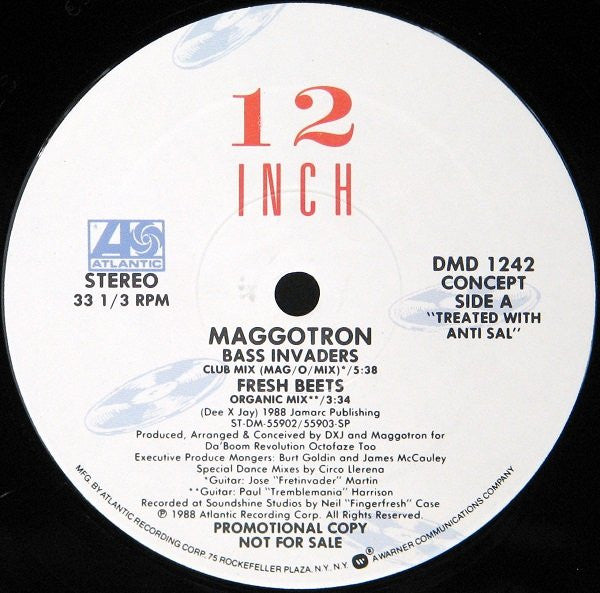 12
INCH
ATLANTIC
STEREO
33 1/3 RPM
DMD 1242
CONCEPT
SIDE A
"TREATED WITH
ANTI SAL"
MAGGOTRON
BASS INVADERS
CLUB MIX (MAG/O/MIX)*/5:38
FRESH BEETS
ORGANIC MIX**/3:34
(Dee X Jay) 1988 Jamarc Publishing
ST-DM-55902/55903-SP
Produced, Arranged & Conceived by DXJ and Maggotron for
Da'Boom Revolution Octofaze Too
Executive Produce Mongers: Burt Goldin and James McCauley
Special Dance Mixes by Circo Llerena
*Guitar: Jose "Fretinvader" Martin
**Guitar: Paul "Tremblemania" Harrison
Recorded at Soundshine Studios by Neil "Fingerfresh" Case
℗ 1988 Atlantic Recording Corp. All Rights Reserved.
PROMOTIONAL COPY
NOT FOR SALE
MFG. BY ATLANTIC RECORDING CORP. 75 ROCKEFELLER PLAZA, N.Y. N.Y. ® A WARNER COMMUNICATIONS COMPANY